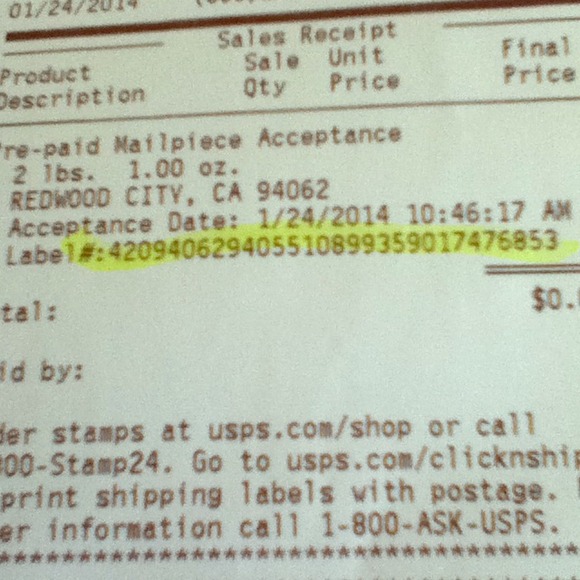 01/24/2014
Sales Receipt
Product Sale Unit Final
Description Qty Price Price
re-paid Mailpiece Acceptance
2 lbs. 1.00 oz.
REDWOOD CITY, CA 94062
Acceptance Date: 1/24/2014 10:46:17 AM
Label#:420940629405510899359017476853
tal: $0.
id by:
er stamps at usps.com/shop or call
00-Stamp24. Go to usps.com/clicknship
print shipping labels with postage.
er information call 1-800-ASK-USPS.
****************************************